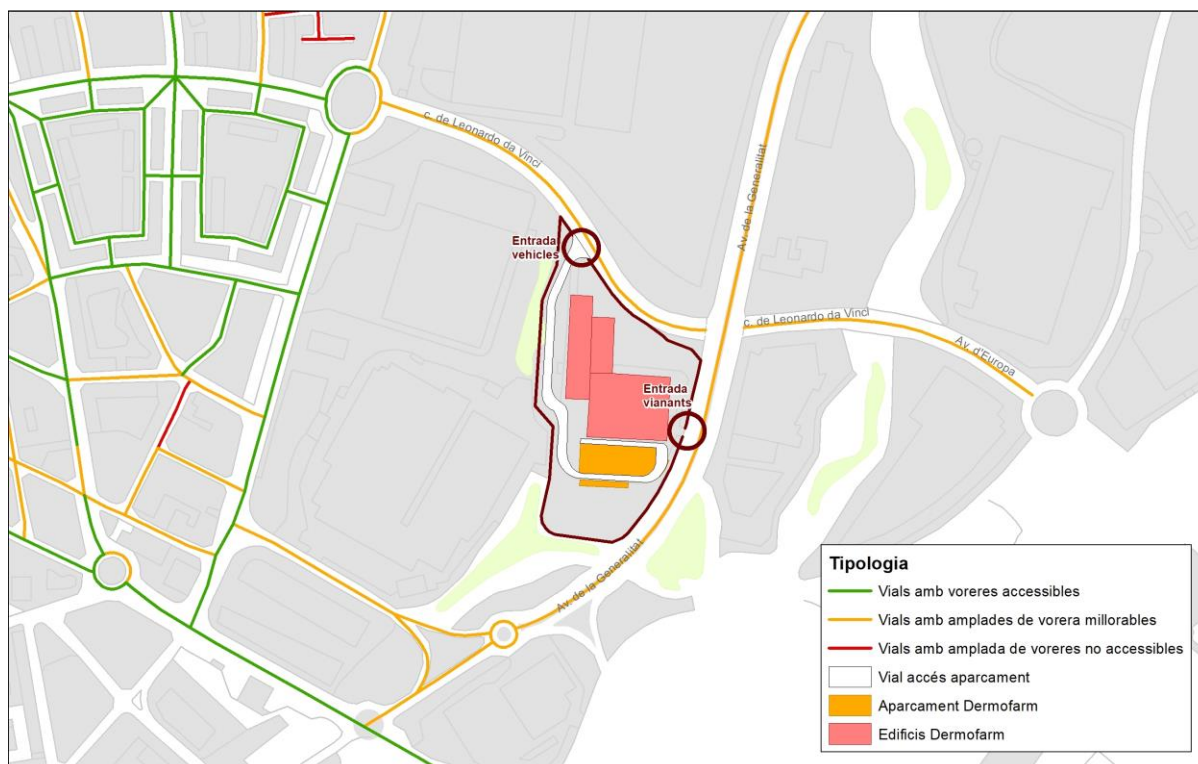 c. de Leonardo da Vinci
Av. de la Generalitat
Entrada
vehicles
c. de Leonardo da Vinci
Av. d'Europa
Entrada
vianants
Av. de la Generalitat
Tipologia
Vials amb voreres accessibles
Vials amb amplades de vorera millorables
Vials amb amplada de voreres no accessibles
Vial accés aparcament
Aparcament Dermofarm
Edificis Dermofarm